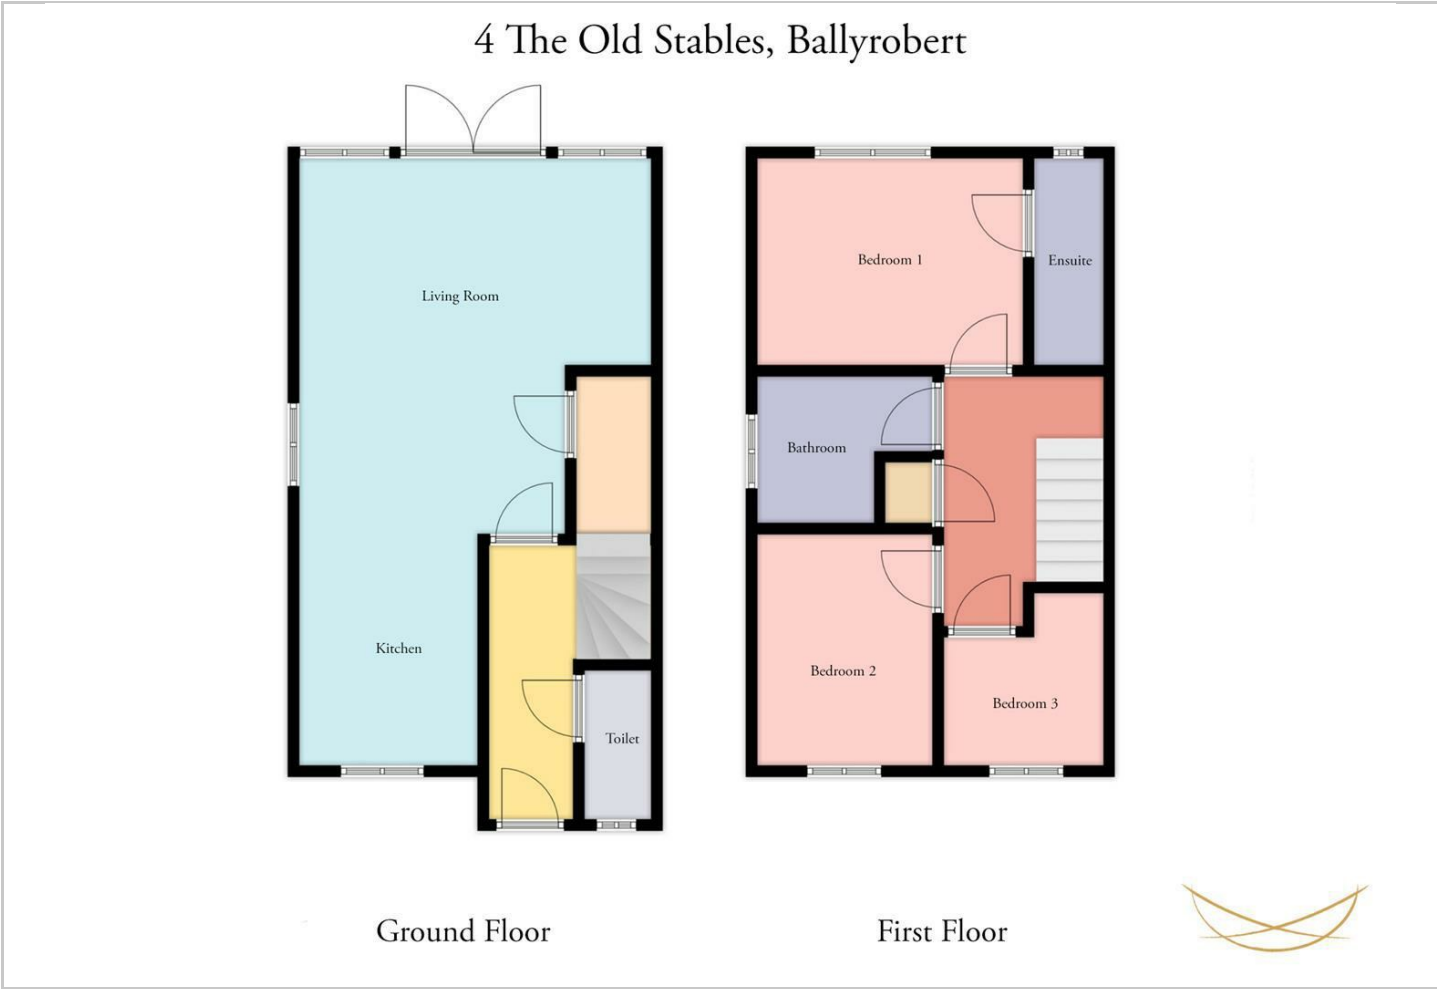 4 The Old Stables, Ballyrobert
Living Room
Kitchen
Toilet
Bedroom 1
Ensuite
Bathroom
Bedroom 2
Bedroom 3
Ground Floor
First Floor